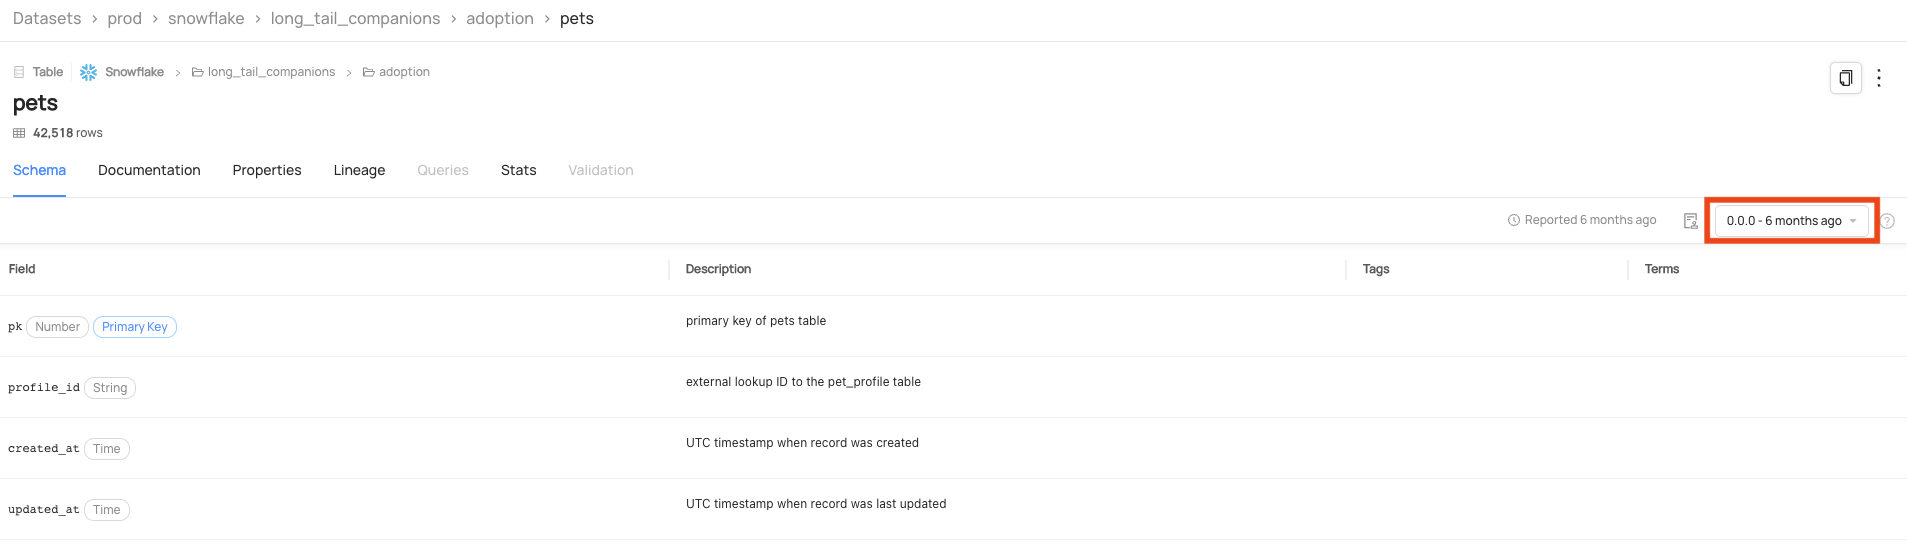 Datasets > prod > snowflake > long_tail_companions > adoption > pets
Table Snowflake > long_tail_companions > adoption
pets
42,518 rows
Schema Documentation Properties Lineage Queries Stats Validation
Reported 6 months ago 0.0.0 - 6 months ago ?
Field Description Tags Terms
pk Number Primary Key primary key of pets table
profile_id String external lookup ID to the pet_profile table
created_at Time UTC timestamp when record was created
updated_at Time UTC timestamp when record was last updated